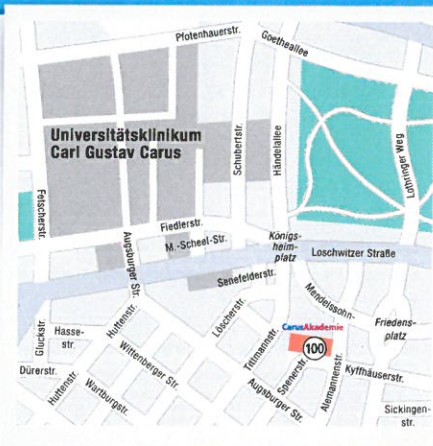 Pfotenhauerstr.
Goetheallee
Universitätsklinikum
Carl Gustav Carus
Schubertstr.
Händelallee
Lothringer Weg
Fetscherstr.
Fiedlerstr.
M.-Scheel-Str.
Königs-
heim-
platz
Loschwitzer Straße
Augsburger Str.
Senefelderstr.
Mendelssohn-
Gluckstr.
Hasse-
str.
Huttenstr.
Löscherstr.
CarusAkademie
100
Friedens-
platz
Dürerstr.
Wittenberger Str.
Tittmannstr.
Spenerstr.
Alemannenstr.
Kyffhäuserstr.
Huttenstr.
Wartburgstr.
Augsburger Str.
Sickingen-
str.